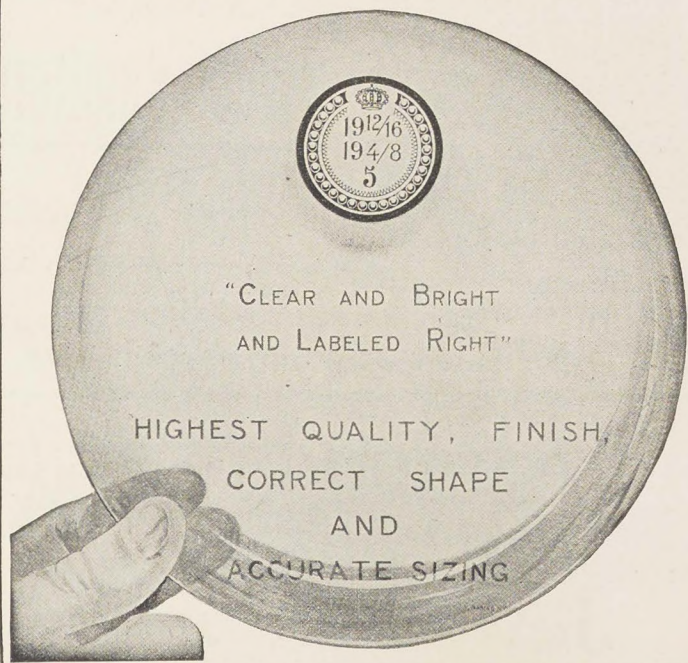 19 12/16
19 4/8
5
"CLEAR AND BRIGHT
AND LABELED RIGHT"
HIGHEST QUALITY, FINISH,
CORRECT SHAPE
AND
ACCURATE SIZING